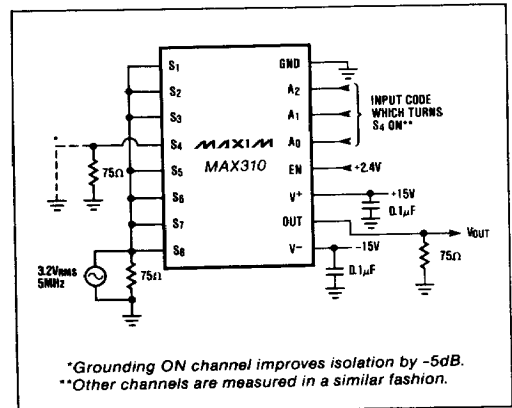 S1
S2
S3
S4
S5
S6
S7
S8
MAXIM
MAX310
GND
A2
A1
A0
EN
V+
OUT
V−
INPUT CODE
WHICH TURNS
S4 ON**
+2.4V
+15V
0.1µF
VOUT
75Ω
−15V
0.1µF
*
75Ω
3.2VRMS
5MHz
75Ω
*Grounding ON channel improves isolation by -5dB.
**Other channels are measured in a similar fashion.